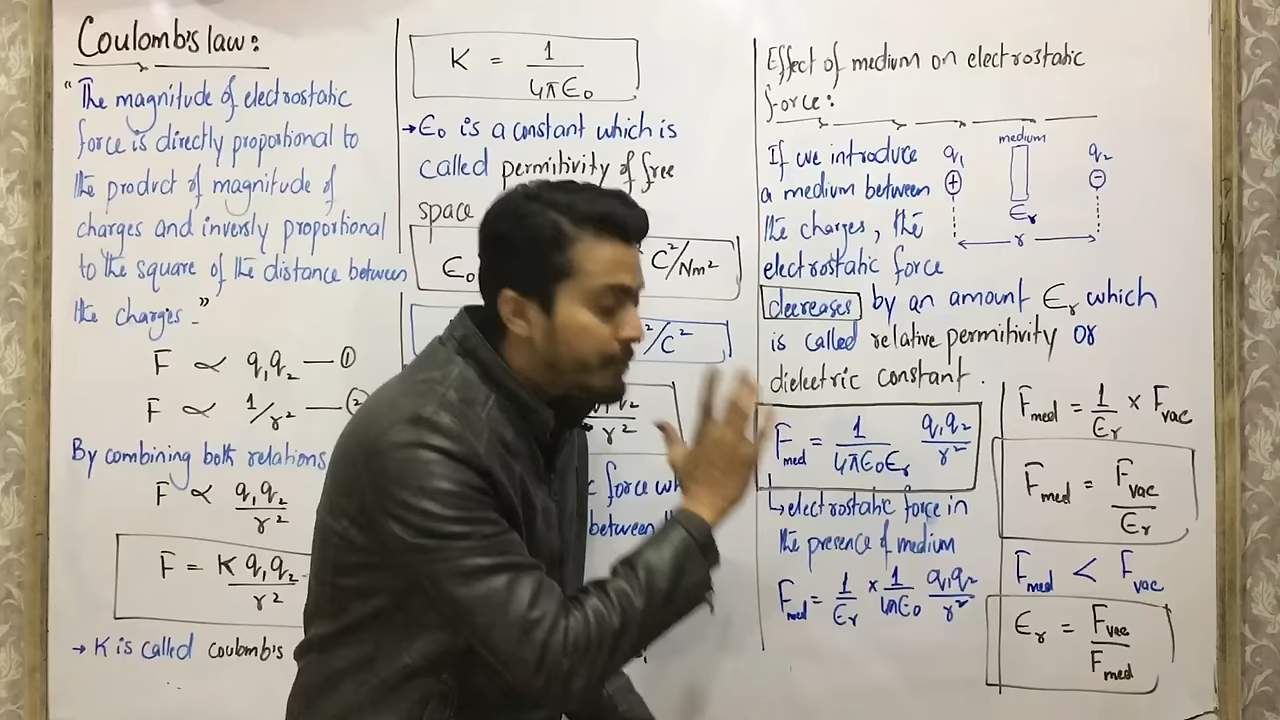 Coulomb's law:
"The magnitude of electrostatic
force is directly proportional to
the product of magnitude of
charges and inversly proportional
to the square of the distance between
the charges."
F ∝ q₁q₂ — ①
F ∝ 1/r² — ②
By combining both relations
F ∝ q₁q₂/r²
F = K q₁q₂/r²
→ K is called coulomb's
K = 1/4πϵ₀
→ ϵ₀ is a constant which is
called permitivity of free
space
ϵ₀ C²/Nm²
²/C²
r²
force
between
Effect of medium on electrostatic
force:
If we introduce
a medium between
the charges, the
electrostatic force
decreases by an amount ϵr which
is called relative permitivity or
dielectric constant.
medium
q₁ q₂
+ −
ϵr
r
Fmed = 1/4πϵ₀ϵr q₁q₂/r²
↳ electrostatic force in
the presence of medium
Fmed = 1/ϵr × 1/4πϵ₀ q₁q₂/r²
Fmed = 1/ϵr × Fvac
Fmed = Fvac/ϵr
Fmed < Fvac
ϵr = Fvac/Fmed